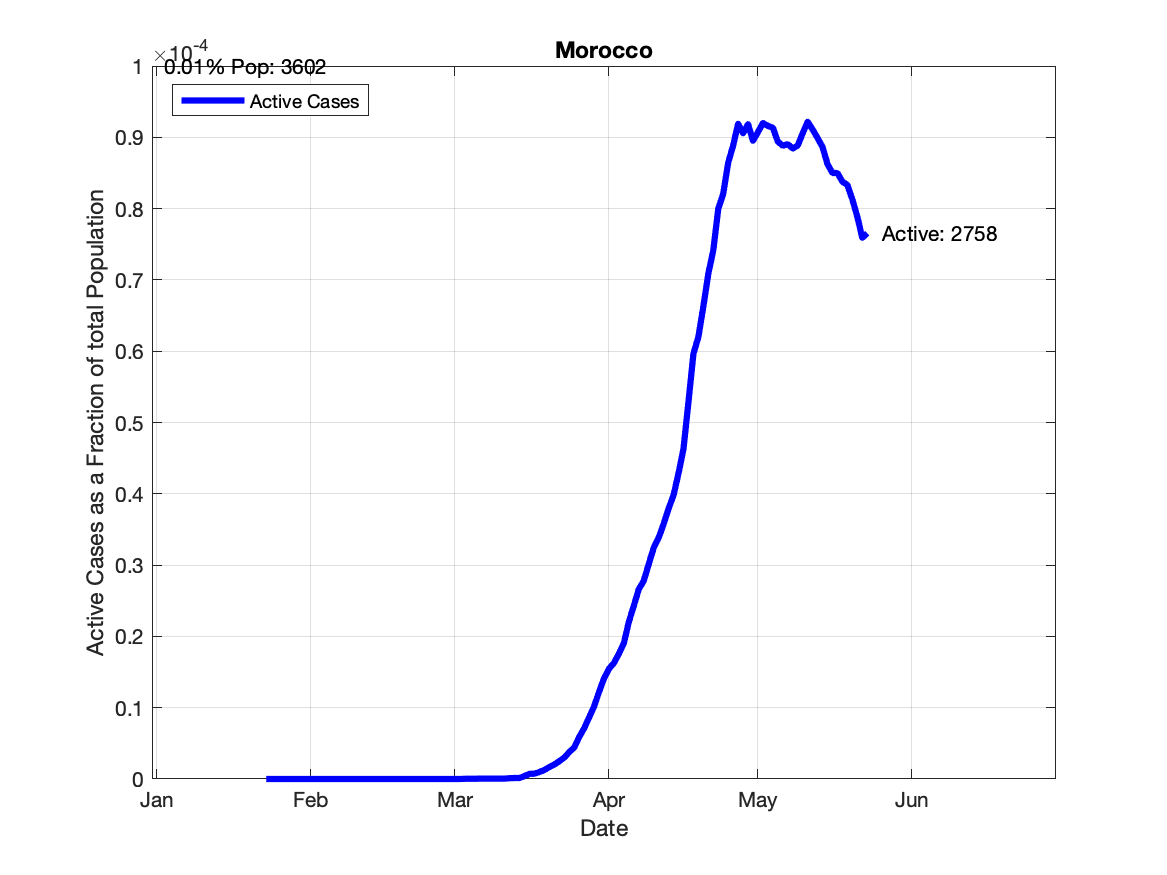 Morocco
×10-4
0.01% Pop: 3602
Active Cases
1
0.9
0.8
0.7
0.6
0.5
0.4
0.3
0.2
0.1
0
Active Cases as a Fraction of total Population
Active: 2758
Jan Feb Mar Apr May Jun
Date